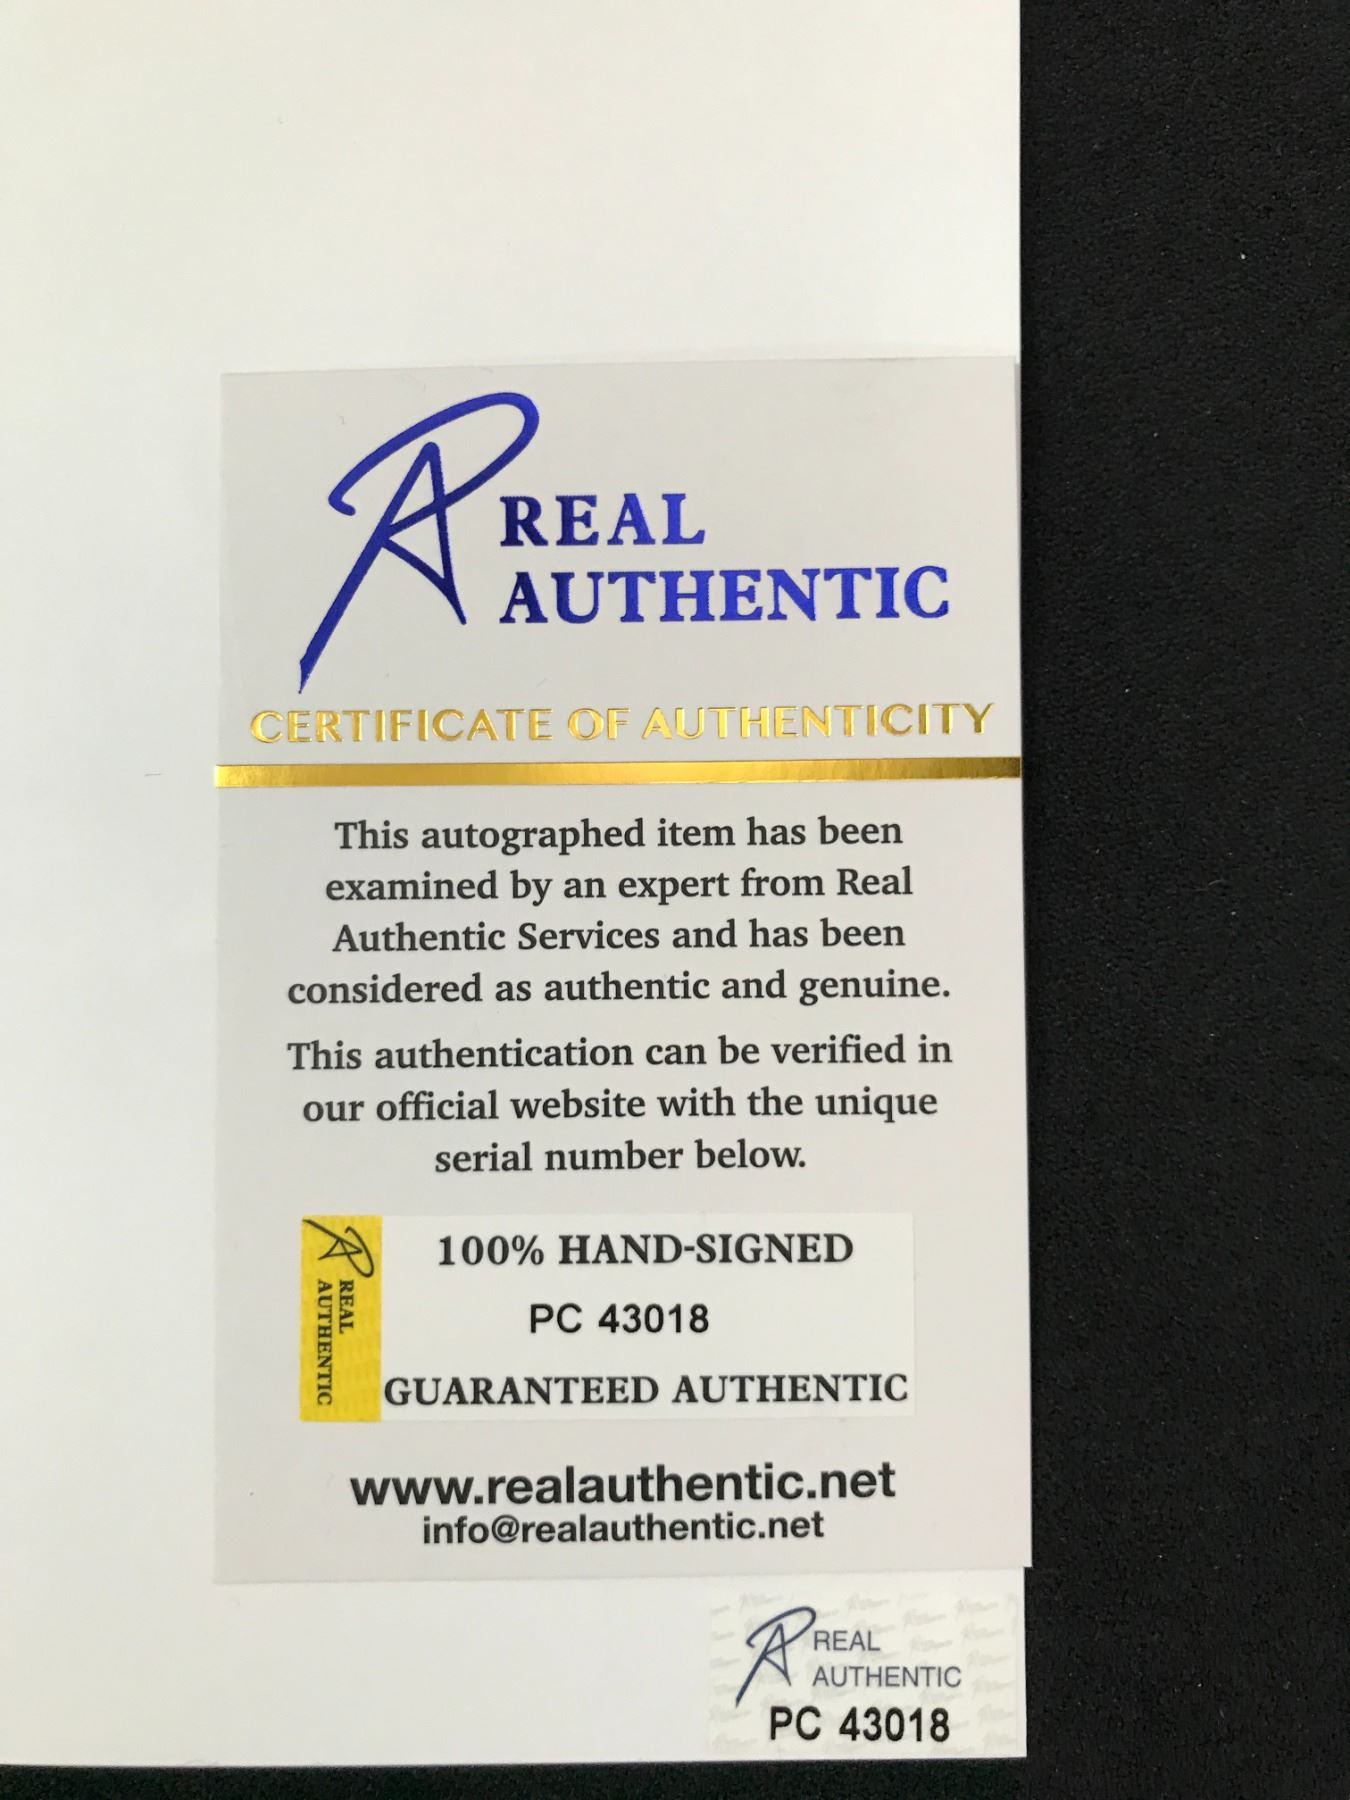 REAL
AUTHENTIC
CERTIFICATE OF AUTHENTICITY
This autographed item has been
examined by an expert from Real
Authentic Services and has been
considered as authentic and genuine.
This authentication can be verified in
our official website with the unique
serial number below.
REAL
AUTHENTIC
100% HAND-SIGNED
PC 43018
GUARANTEED AUTHENTIC
www.realauthentic.net
info@realauthentic.net
REAL
AUTHENTIC
PC 43018